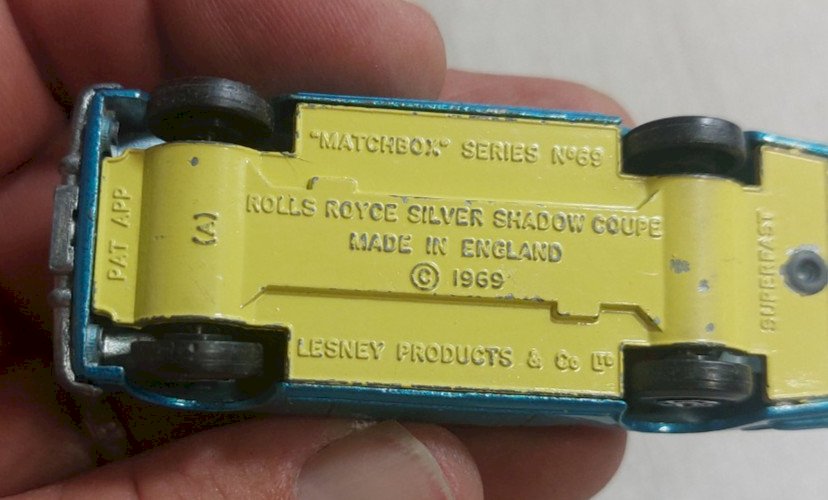 "MATCHBOX" SERIES Nº69
PAT APP
(A)
ROLLS ROYCE SILVER SHADOW COUPE
MADE IN ENGLAND
© 1969
SUPERFAST
LESNEY PRODUCTS & Co LTD